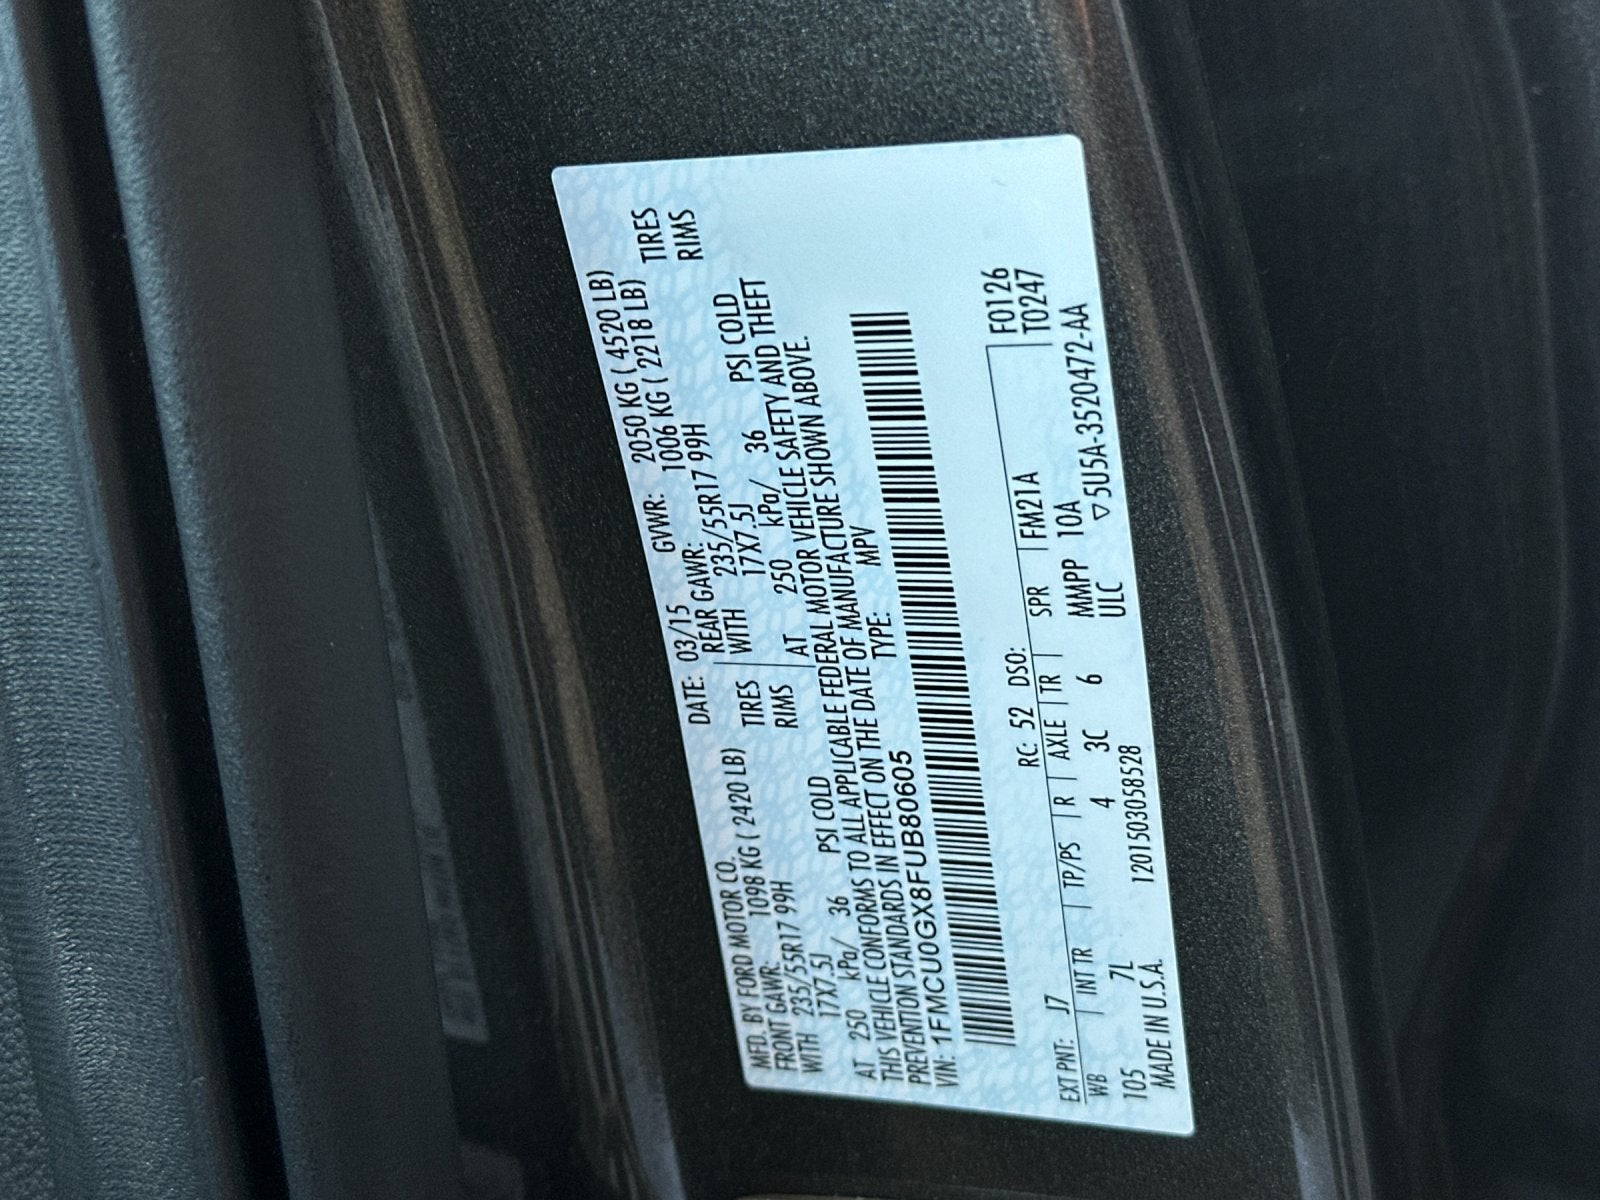 MFD. BY FORD MOTOR CO.
DATE: 03/15 GVWR: 2050 KG ( 4520 LB)
FRONT GAWR: 1098 KG ( 2420 LB) REAR GAWR: 1006 KG ( 2218 LB)
WITH 235/55R17 99H TIRES WITH 235/55R17 99H TIRES
17X7.5J RIMS 17X7.5J RIMS
AT 250 kPa/ 36 PSI COLD AT 250 kPa/ 36 PSI COLD
THIS VEHICLE CONFORMS TO ALL APPLICABLE FEDERAL MOTOR VEHICLE SAFETY AND THEFT
PREVENTION STANDARDS IN EFFECT ON THE DATE OF MANUFACTURE SHOWN ABOVE.
VIN: 1FMCU0GX8FUB80605 TYPE: MPV
F0126
T0247
EXT PNT: J7 RC: 52 DSO:
WB INT TR TP/PS R AXLE TR SPR FM21A
105 7L 4 3C 6 MMPP 10A
MADE IN U.S.A. 1201503058528 ULC ▽5U5A-3520472-AA